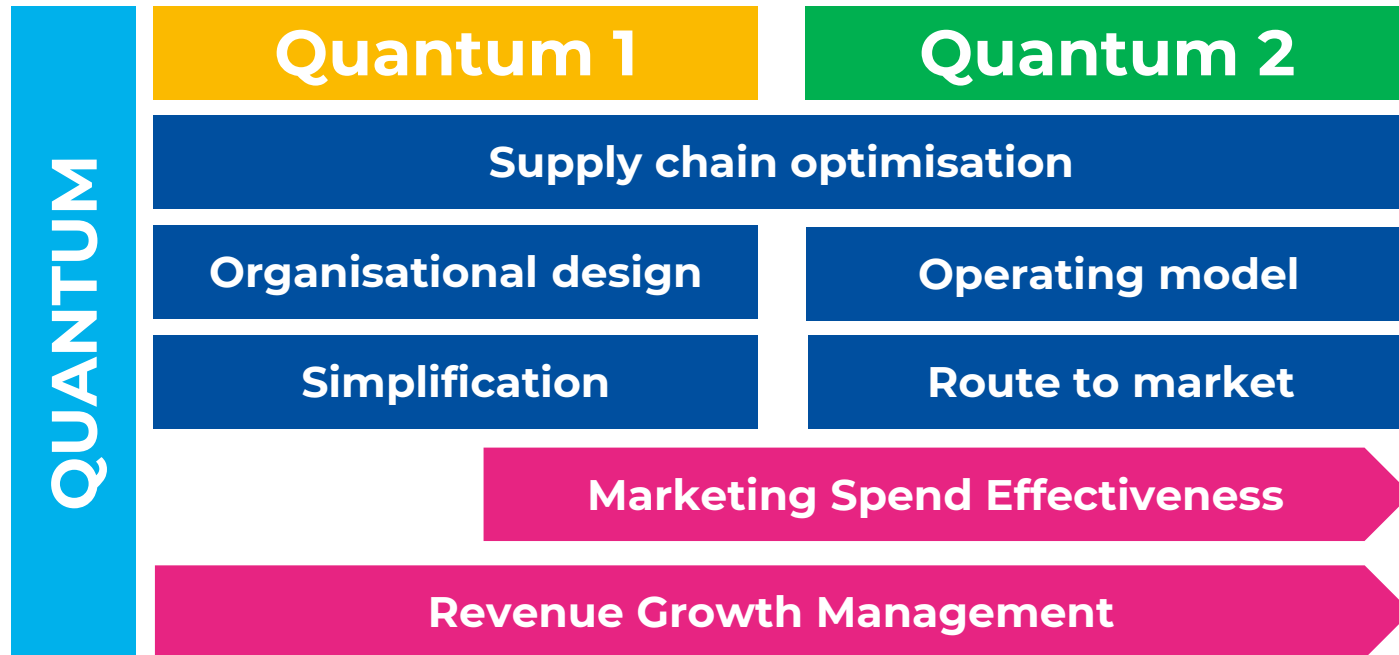 QUANTUM
Quantum 1
Quantum 2
Supply chain optimisation
Organisational design
Operating model
Simplification
Route to market
Marketing Spend Effectiveness
Revenue Growth Management